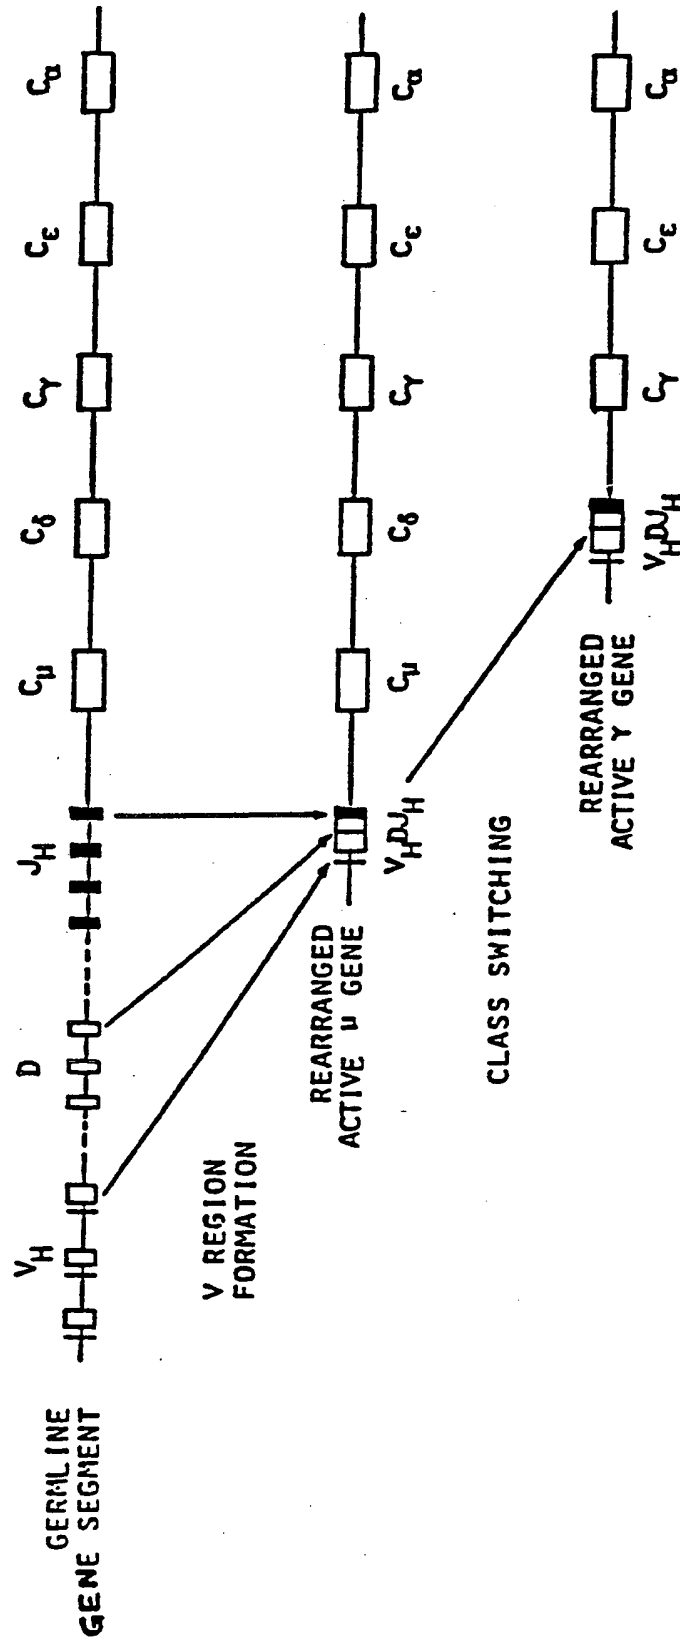 GERMLINE
GENE SEGMENT
V_H
D
J_H
C_μ
C_δ
C_γ
C_ε
C_α
V REGION
FORMATION
REARRANGED
ACTIVE μ GENE
V_HDJ_H
C_μ
C_δ
C_γ
C_ε
C_α
CLASS SWITCHING
REARRANGED
ACTIVE γ GENE
V_HDJ_H
C_γ
C_ε
C_α